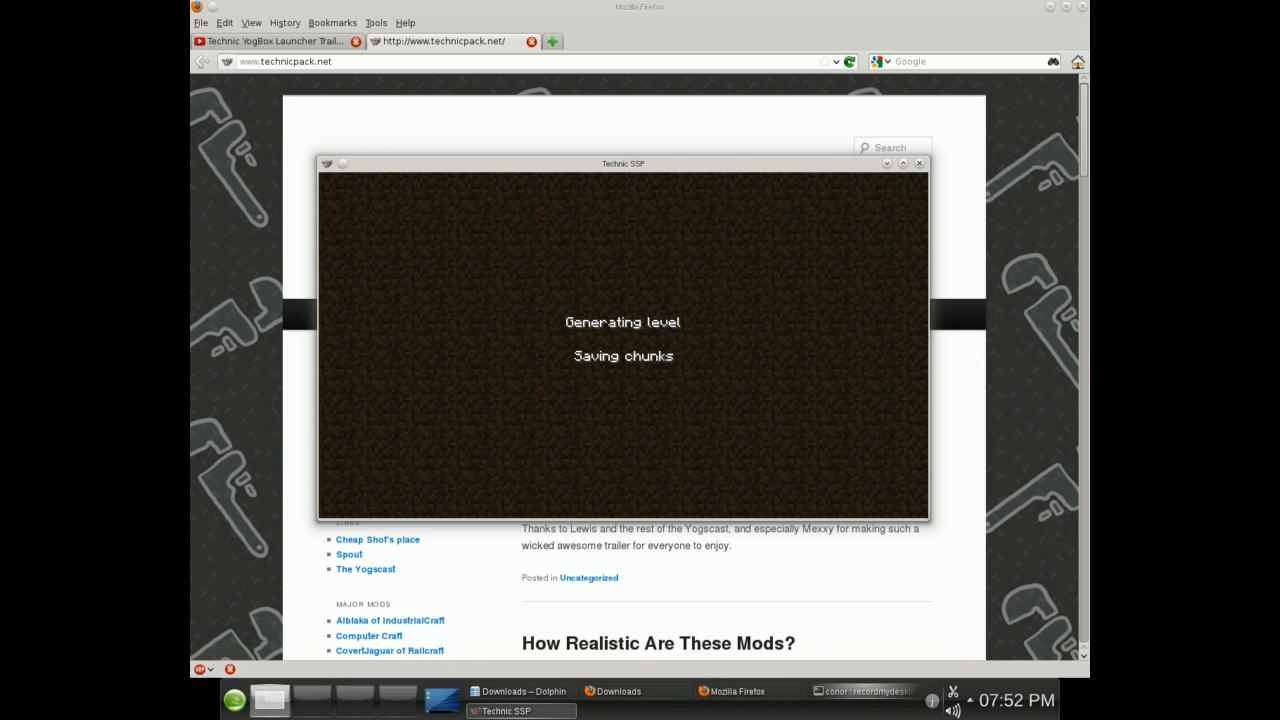 Mozilla Firefox
File Edit View History Bookmarks Tools Help
Technic YogBox Launcher Trail... http://www.technicpack.net/
www.technicpack.net Google
Search
Technic SSP
Generating level
Saving chunks
LINKS
Cheap Shot's place
Spout
The Yogscast
Thanks to Lewis and the rest of the Yogscast, and especially Mexxy for making such a
wicked awesome trailer for everyone to enjoy.
Posted in Uncategorized
MAJOR MODS
Alblaka of IndustrialCraft
Computer Craft
CovertJaguar of Railcraft
How Realistic Are These Mods?
Downloads – Dolphin Downloads Mozilla Firefox conor : recordmydeskt
Technic SSP
07:52 PM